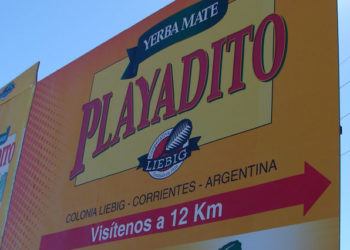 YERBA MATE
PLAYADITO
LIEBIG
COLONIA LIEBIG - CORRIENTES - ARGENTINA
Visítenos a 12 Km